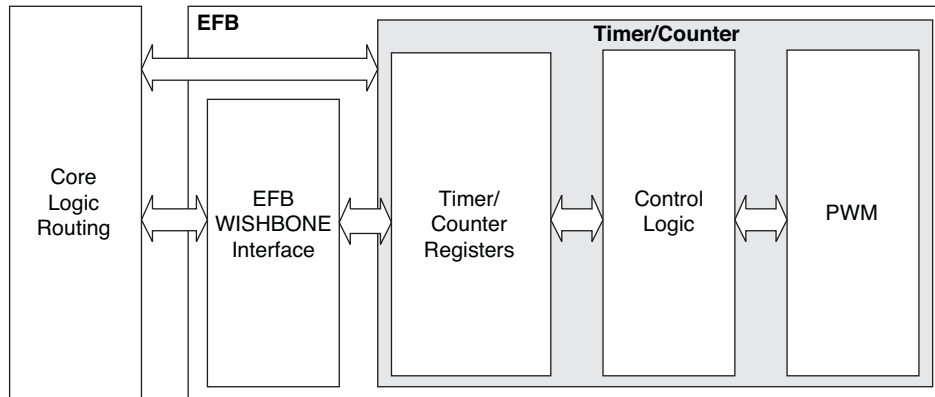 EFB
Timer/Counter
Core
Logic
Routing
EFB
WISHBONE
Interface
Timer/
Counter
Registers
Control
Logic
PWM